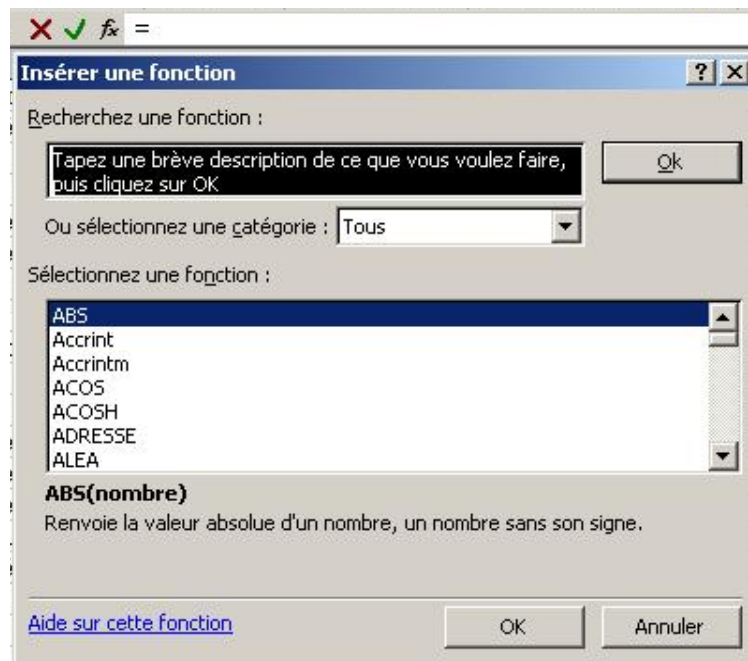 fx =
Insérer une fonction
Recherchez une fonction :
Tapez une brève description de ce que vous voulez faire,
puis cliquez sur OK
Ok
Ou sélectionnez une catégorie : Tous
Sélectionnez une fonction :
ABS
Accrint
Accrintm
ACOS
ACOSH
ADRESSE
ALEA
ABS(nombre)
Renvoie la valeur absolue d'un nombre, un nombre sans son signe.
Aide sur cette fonction
OK
Annuler